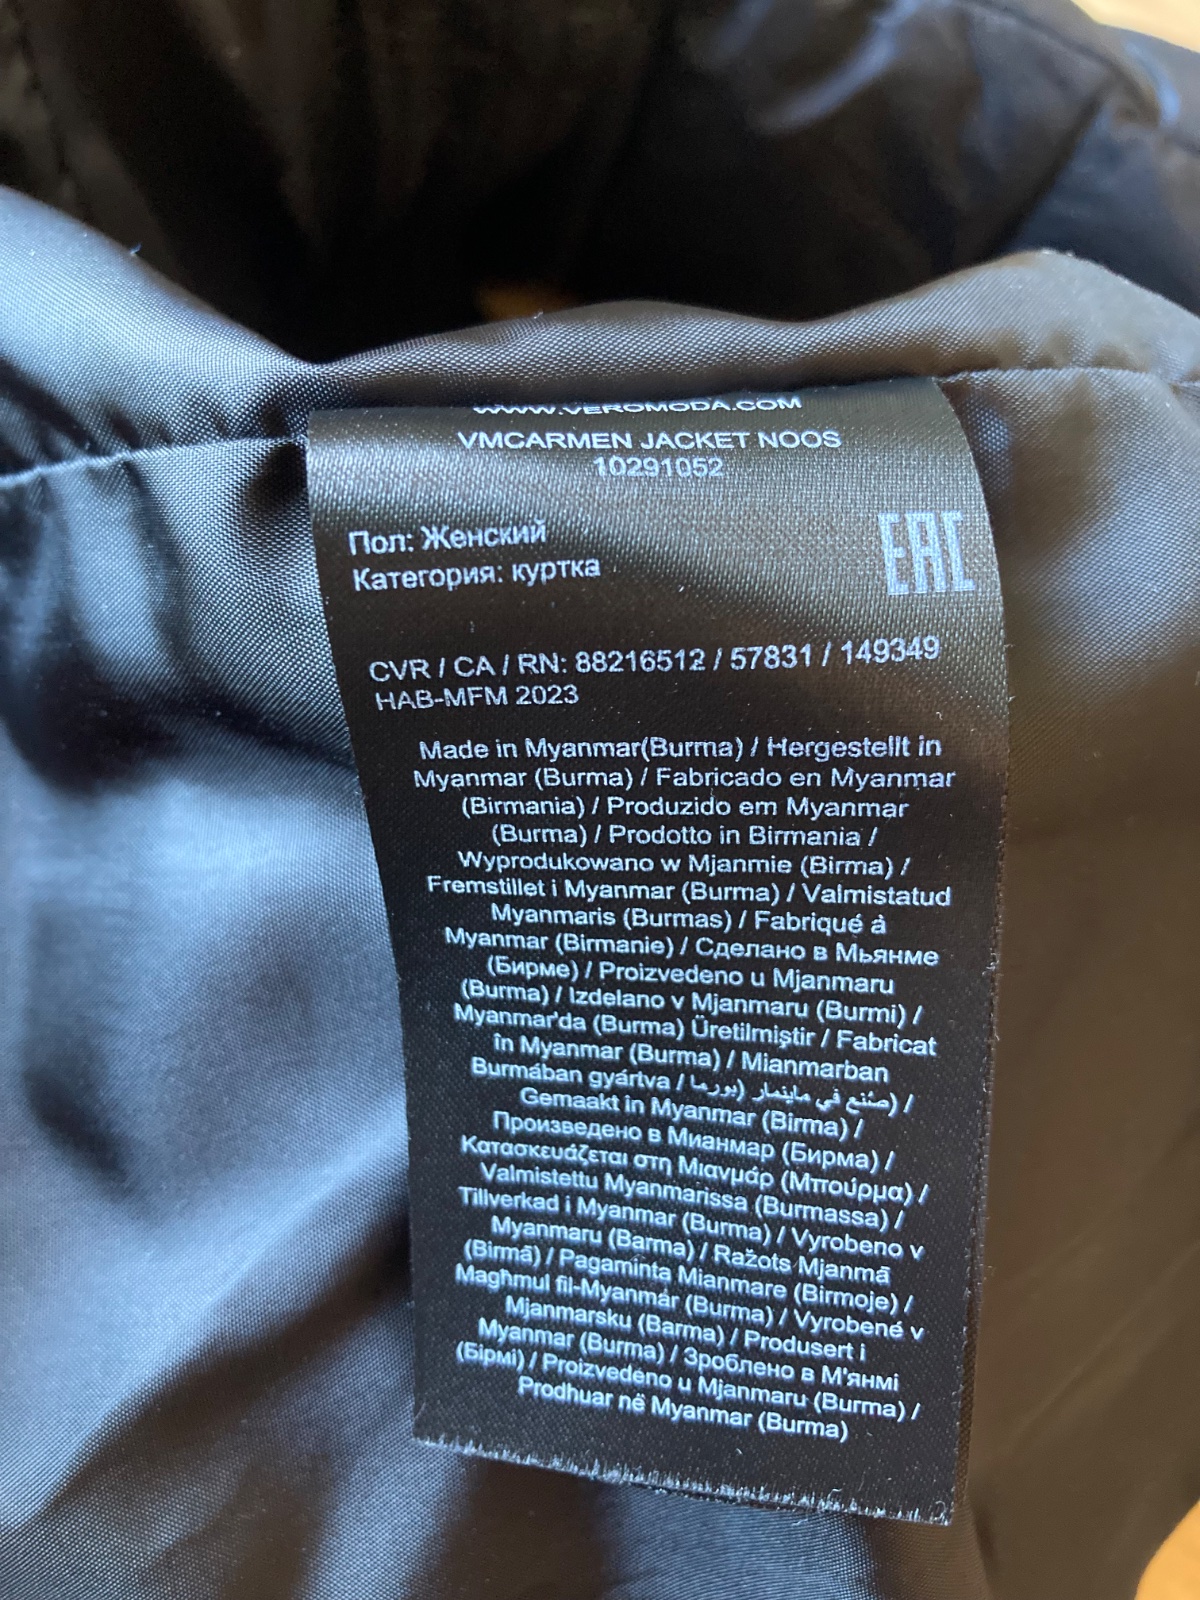 WWW.VEROMODA.COM
VMCARMEN JACKET NOOS
10291052
Пол: Женский
Категория: куртка
EAC
CVR / CA / RN: 88216512 / 57831 / 149349
HAB-MFM 2023
Made in Myanmar(Burma) / Hergestellt in
Myanmar (Burma) / Fabricado en Myanmar
(Birmania) / Produzido em Myanmar
(Burma) / Prodotto in Birmania /
Wyprodukowano w Mjanmie (Birma) /
Fremstillet i Myanmar (Burma) / Valmistatud
Myanmaris (Burmas) / Fabriqué à
Myanmar (Birmanie) / Сделано в Мьянме
(Бирме) / Proizvedeno u Mjanmaru
(Burma) / Izdelano v Mjanmaru (Burmi) /
Myanmar'da (Burma) Üretilmiştir / Fabricat
în Myanmar (Burma) / Mianmarban
Burmában gyártva / صُنع في ماينمار (بورما) /
Gemaakt in Myanmar (Birma) /
Произведено в Мианмар (Бирма) /
Κατασκευάζεται στη Μιανμάρ (Μπούρμα) /
Valmistettu Myanmarissa (Burmassa) /
Tillverkad i Myanmar (Burma) / Vyrobeno v
Myanmaru (Barma) / Ražots Mjanmā
(Birmā) / Pagaminta Mianmare (Birmoje) /
Magħmul fil-Myanmár (Burma) / Vyrobené v
Mjanmarsku (Barma) / Produsert i
Myanmar (Burma) / Зроблено в М'янмі
(Бірмі) / Proizvedeno u Mjanmaru (Burma) /
Prodhuar në Myanmar (Burma)